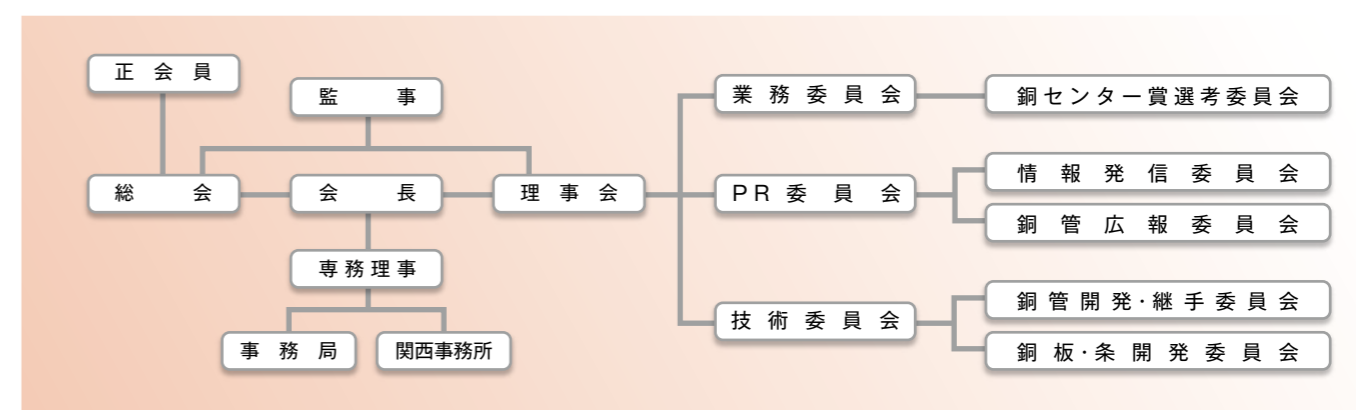 正会員
監事
総会
会長
理事会
専務理事
事務局
関西事務所
業務委員会
銅センター賞選考委員会
PR委員会
情報発信委員会
銅管広報委員会
技術委員会
銅管開発・継手委員会
銅板・条開発委員会